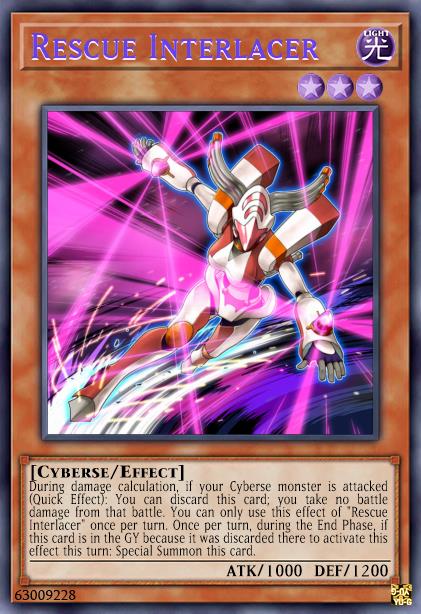 RESCUE INTERLACER
LIGHT
光
[CYBERSE/EFFECT]
During damage calculation, if your Cyberse monster is attacked
(Quick Effect): You can discard this card; you take no battle
damage from that battle. You can only use this effect of "Rescue
Interlacer" once per turn. Once per turn, during the End Phase, if
this card is in the GY because it was discarded there to activate this
effect this turn: Special Summon this card.
ATK/1000 DEF/1200
63009228